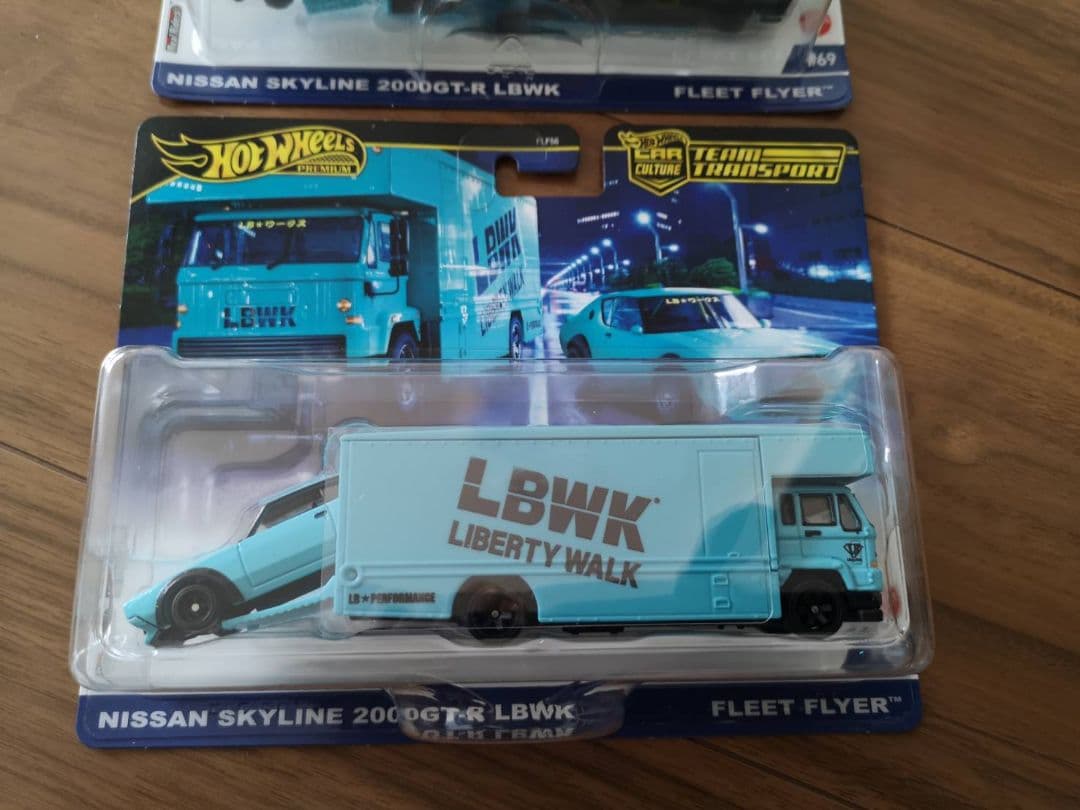 #69
NISSAN SKYLINE 2000GT-R LBWK
FLEET FLYER™
HOT WHEELS
PREMIUM
FLF56
HOT WHEELS
CAR
CULTURE
TEAM
TRANSPORT
LB★ワークス
LBWK
LBWK
LIBERTY WALK
LB★ワークス
LBWK
LIBERTY WALK
LB★PERFORMANCE
NISSAN SKYLINE 2000GT-R LBWK
FLEET FLYER™